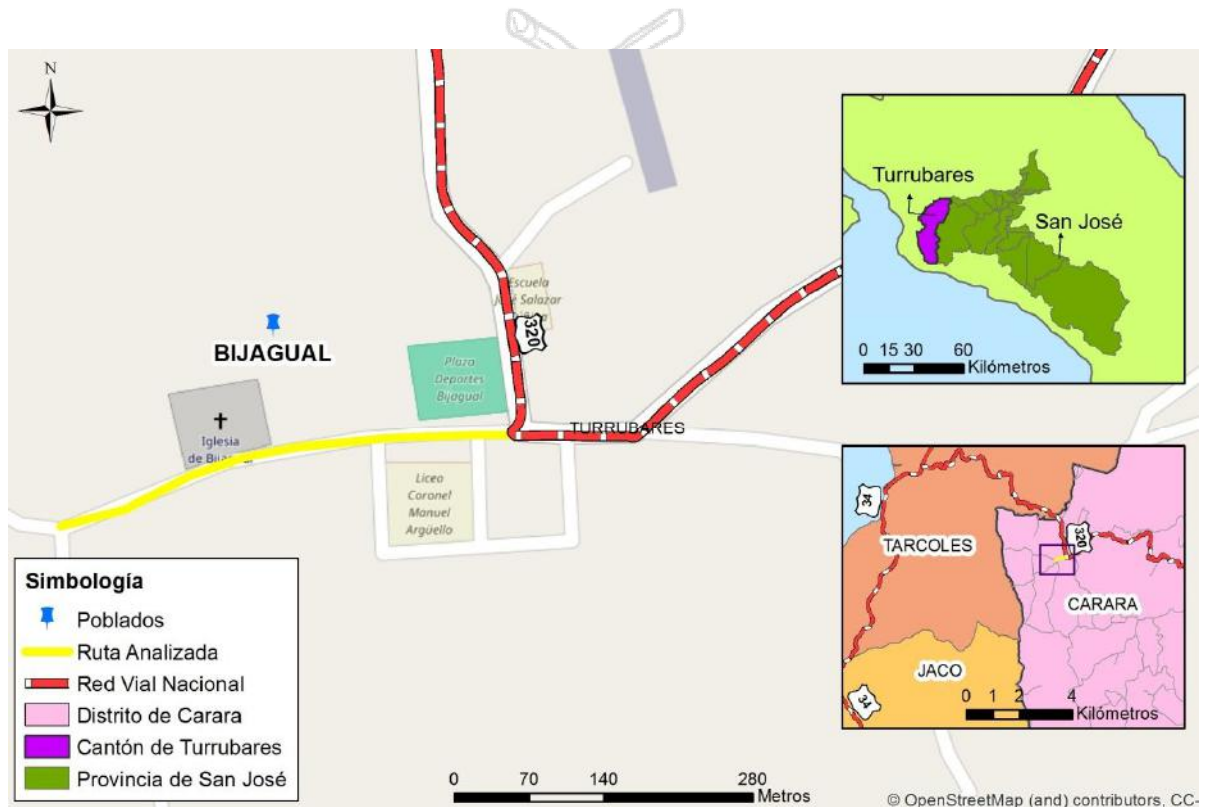 N
Turrubares
San José
0 15 30 60
Kilómetros
Escuela
José Salazar
320
BIJAGUAL
Plaza
Deportes
Bijagual
TURRUBARES
Iglesia
de
Liceo
Coronel
Manuel
Argüello
34
320
TARCOLES
CARARA
JACO
0 1 2 4
Kilómetros
34
Simbología
Poblados
Ruta Analizada
Red Vial Nacional
Distrito de Carara
Cantón de Turrubares
Provincia de San José
0 70 140 280
Metros
© OpenStreetMap (and) contributors, CC-